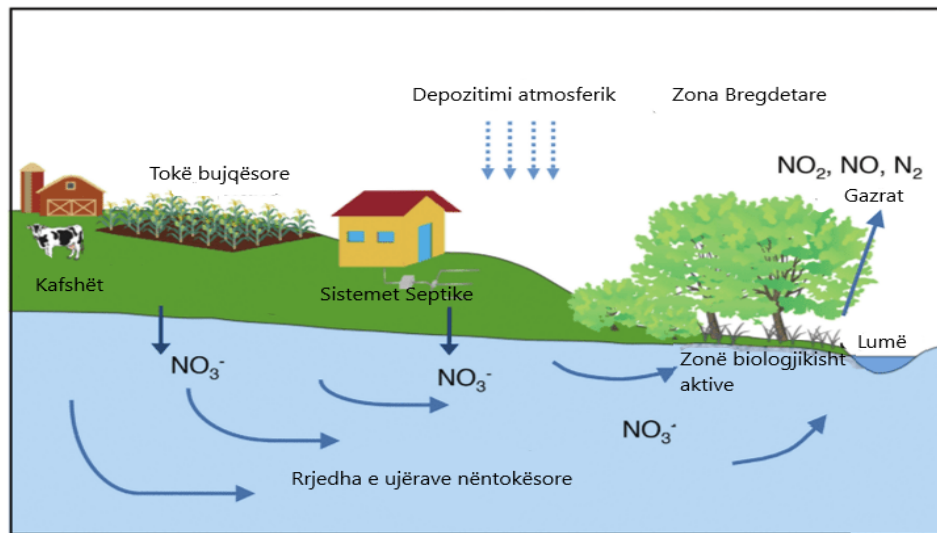 Depozitimi atmosferik
Zona Bregdetare
NO₂, NO, N₂
Gazrat
Tokë bujqësore
Kafshët
Sistemet Septike
Lumë
Zonë biologjikisht
aktive
NO₃⁻
NO₃⁻
NO₃⁻
Rrjedha e ujërave nëntokësore